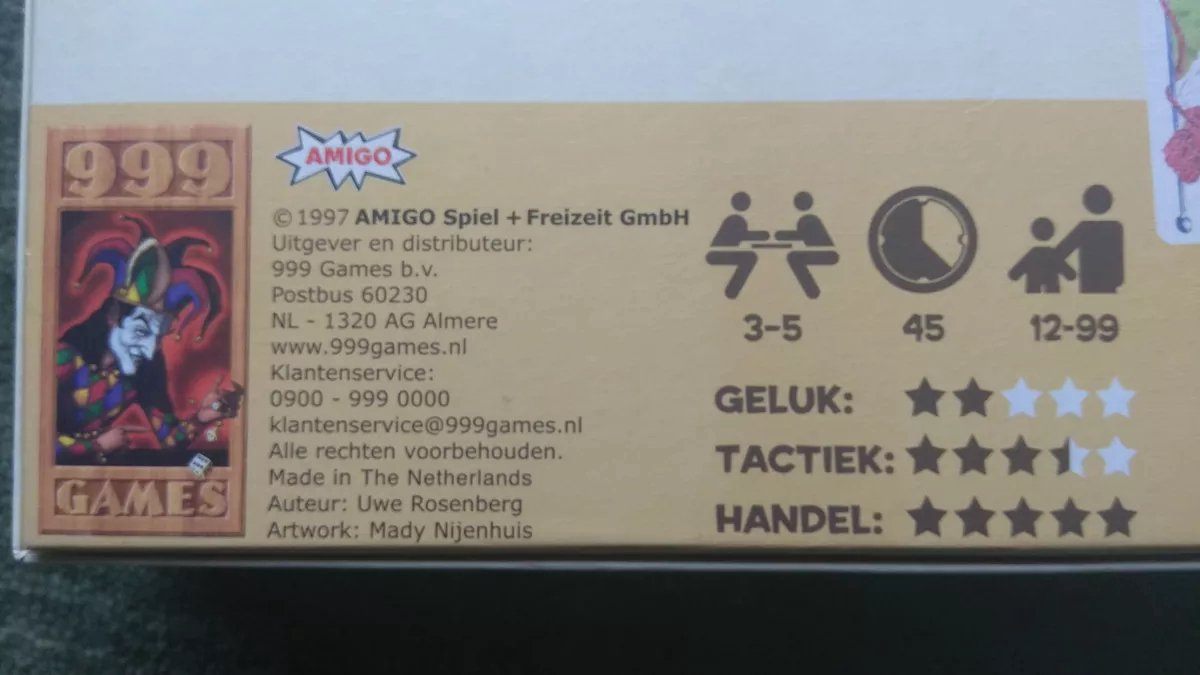 999
GAMES
AMIGO
© 1997 AMIGO Spiel + Freizeit GmbH
Uitgever en distributeur:
999 Games b.v.
Postbus 60230
NL - 1320 AG Almere
www.999games.nl
Klantenservice:
0900 - 999 0000
klantenservice@999games.nl
Alle rechten voorbehouden.
Made in The Netherlands
Auteur: Uwe Rosenberg
Artwork: Mady Nijenhuis
3-5 45 12-99
GELUK:
TACTIEK:
HANDEL: